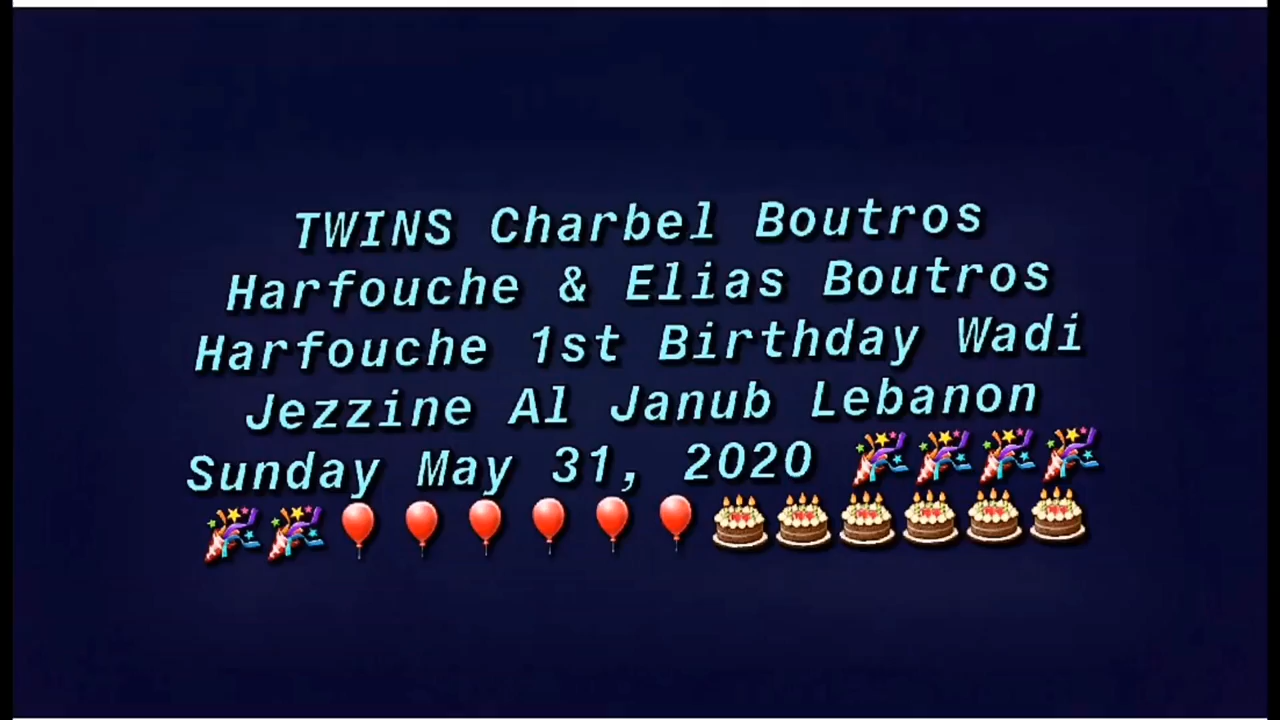 TWINS Charbel Boutros
Harfouche & Elias Boutros
Harfouche 1st Birthday Wadi
Jezzine Al Janub Lebanon
Sunday May 31, 2020 🎉🎉🎉🎉
🎉🎉🎈🎈🎈🎈🎈🎈🎂🎂🎂🎂🎂🎂